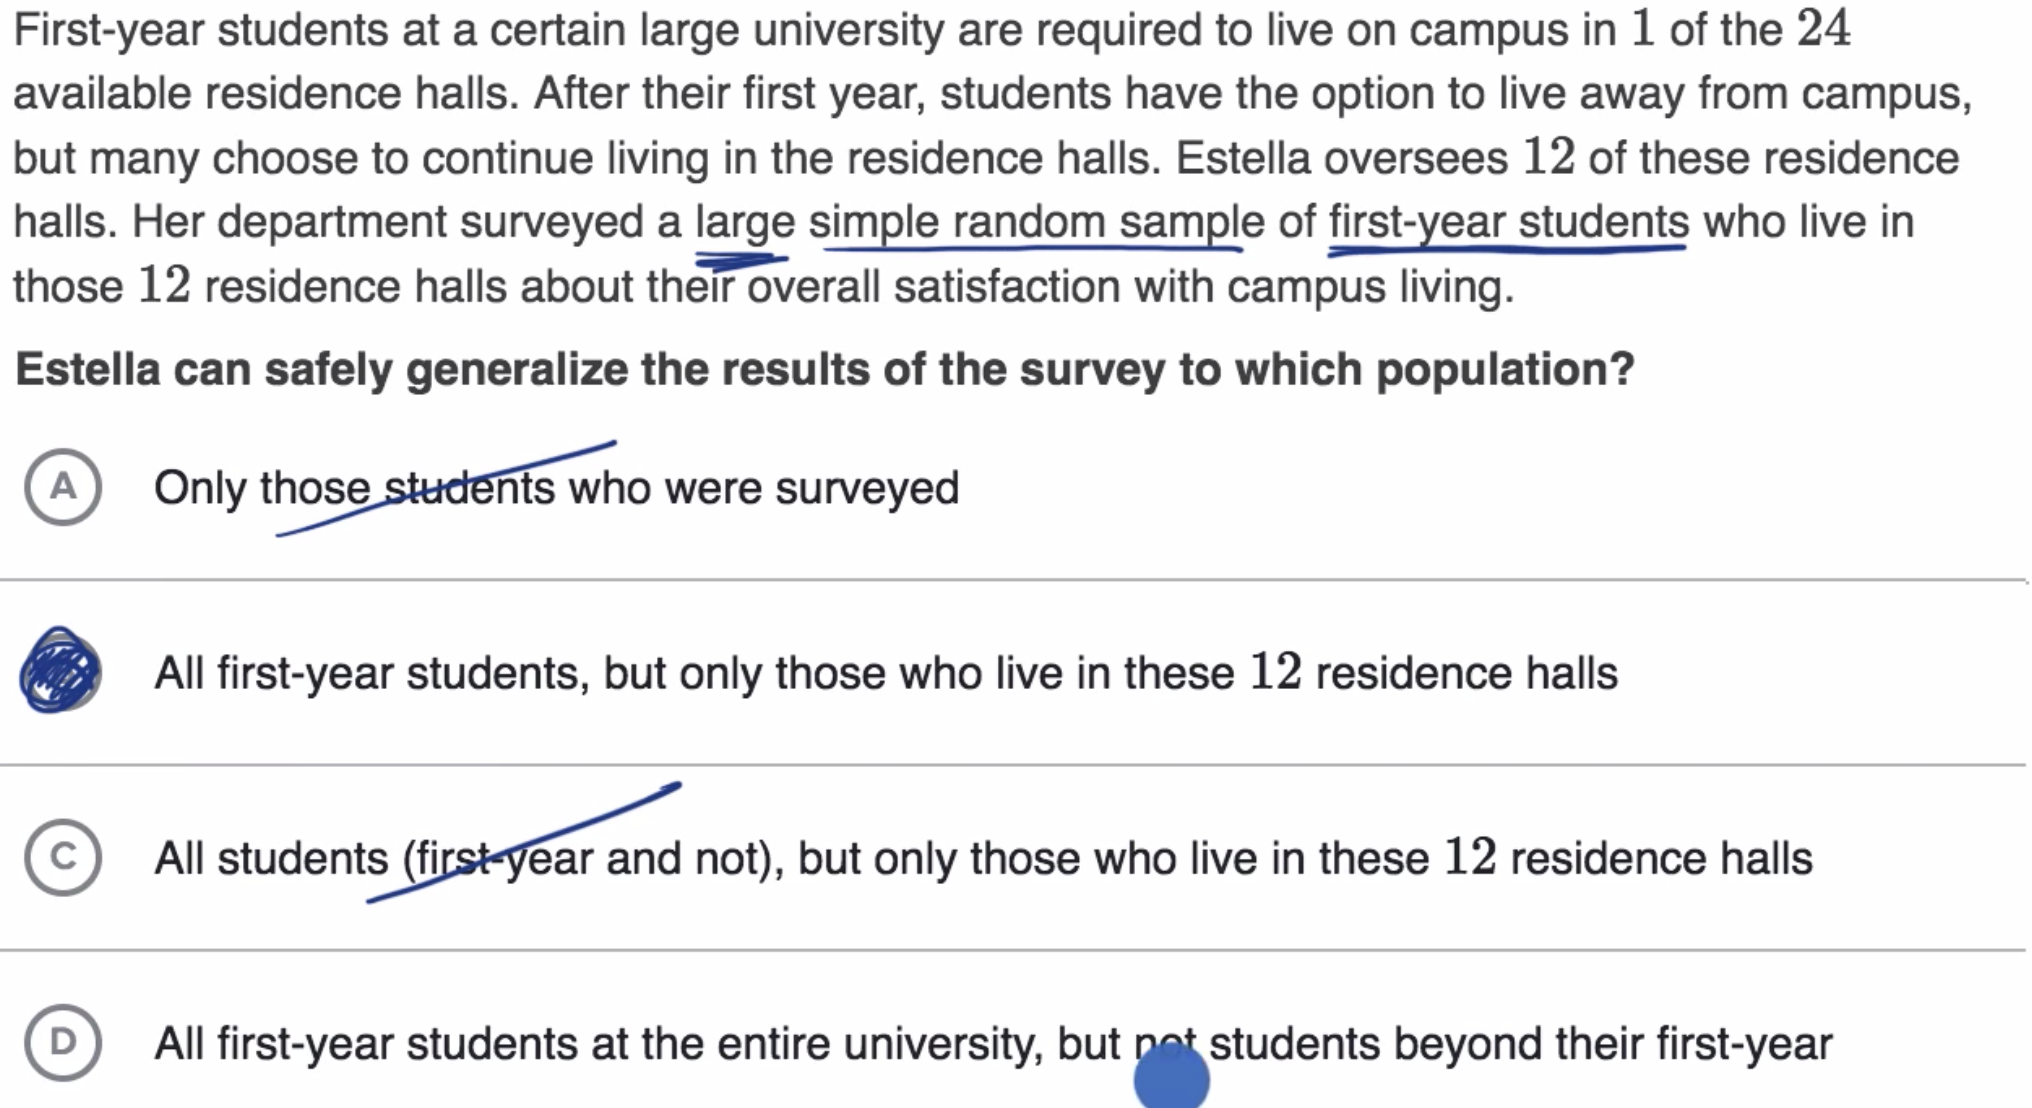 First-year students at a certain large university are required to live on campus in 1 of the 24
available residence halls. After their first year, students have the option to live away from campus,
but many choose to continue living in the residence halls. Estella oversees 12 of these residence
halls. Her department surveyed a large simple random sample of first-year students who live in
those 12 residence halls about their overall satisfaction with campus living.
Estella can safely generalize the results of the survey to which population?
A Only those students who were surveyed
All first-year students, but only those who live in these 12 residence halls
C All students (first-year and not), but only those who live in these 12 residence halls
D All first-year students at the entire university, but not students beyond their first-year